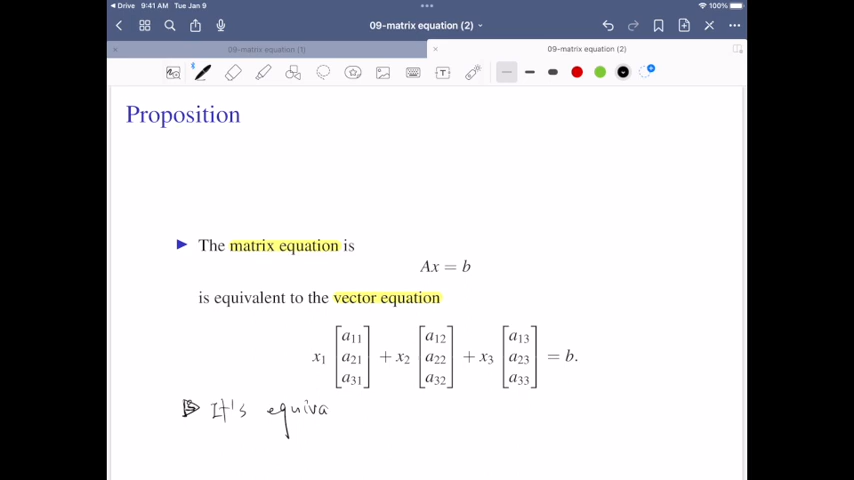 Drive 9:41 AM Tue Jan 9 100%
09-matrix equation (2)
09-matrix equation (1) 09-matrix equation (2)
Proposition
The matrix equation is
Ax = b
is equivalent to the vector equation
x₁ [a₁₁ a₂₁ a₃₁] + x₂ [a₁₂ a₂₂ a₃₂] + x₃ [a₁₃ a₂₃ a₃₃] = b.
It's equiva